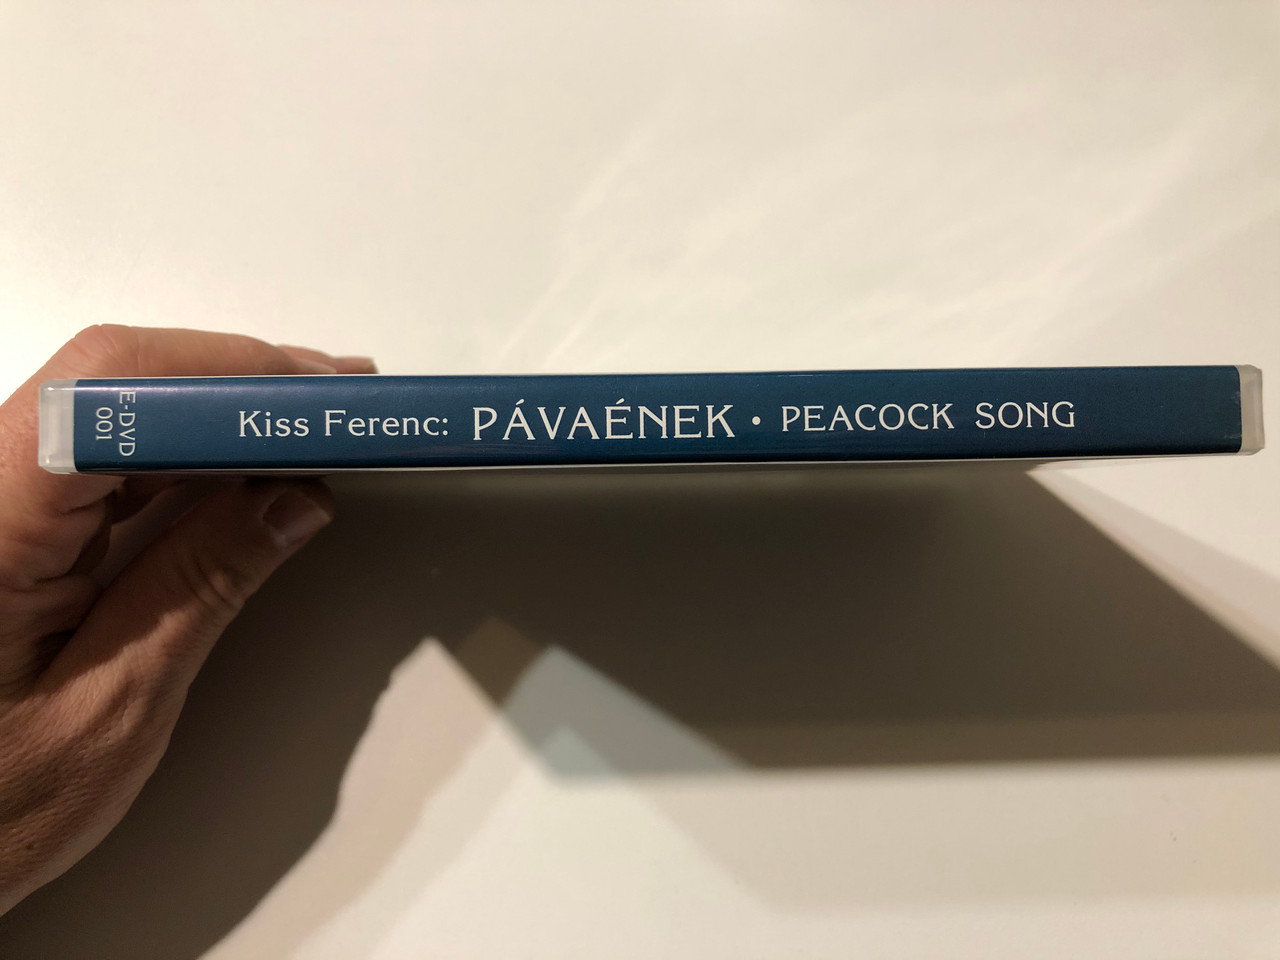 E-DVD
001
Kiss Ferenc: PÁVAÉNEK • PEACOCK SONG